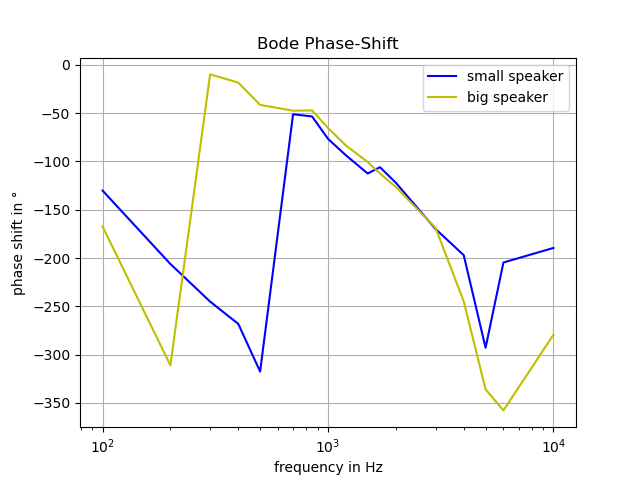 Bode Phase-Shift
small speaker
big speaker
0
−50
−100
−150
−200
−250
−300
−350
phase shift in °
10²
10³
10⁴
frequency in Hz